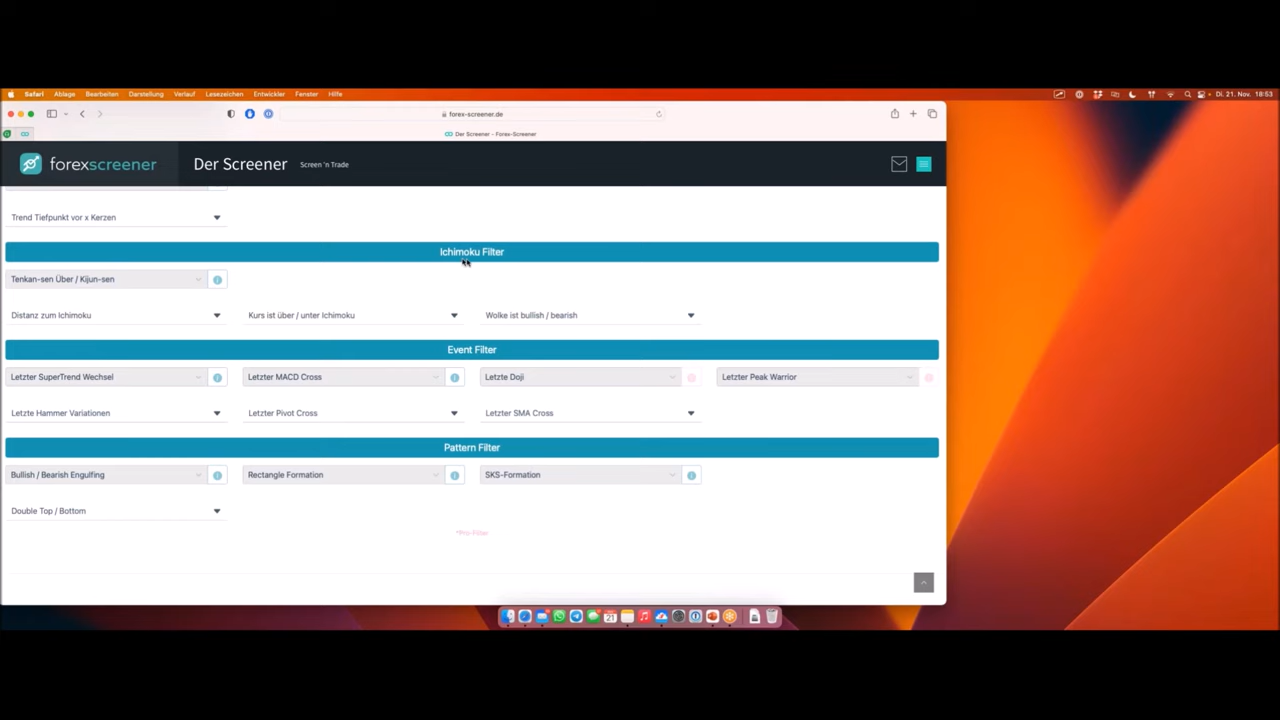 Safari Ablage Bearbeiten Darstellung Verlauf Lesezeichen Entwickler Fenster Hilfe Di. 21. Nov. 18:53
forex-screener.de
Der Screener - Forex-Screener
forexscreener Der Screener Screen 'n Trade
Trend Tiefpunkt vor x Kerzen
Ichimoku Filter
Tenkan-sen Über / Kijun-sen
Distanz zum Ichimoku Kurs ist über / unter Ichimoku Wolke ist bullish / bearish
Event Filter
Letzter SuperTrend Wechsel Letzter MACD Cross Letzte Doji Letzter Peak Warrior
Letzte Hammer Variationen Letzter Pivot Cross Letzter SMA Cross
Pattern Filter
Bullish / Bearish Engulfing Rectangle Formation SKS-Formation
Double Top / Bottom
*Pro-Filter